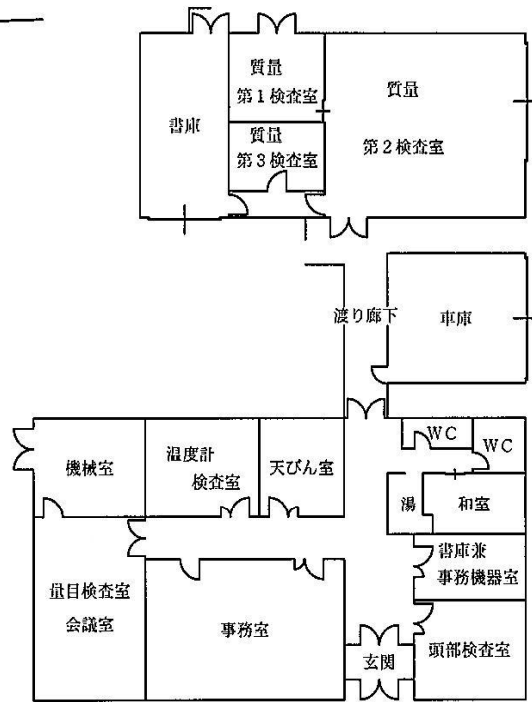 質量
第1検査室
質量
第2検査室
書庫
質量
第3検査室
渡り廊下
車庫
機械室
温度計
検査室
天びん室
WC
WC
湯
和室
書庫兼
事務機器室
量目検査室
会議室
事務室
玄関
頭部検査室